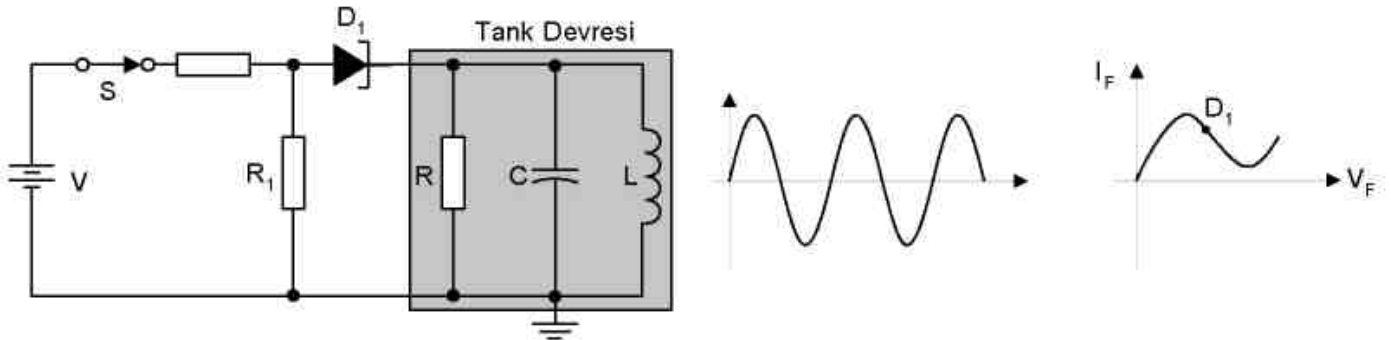 D1
Tank Devresi
S
V
R1
R
C
L
IF
D1
VF